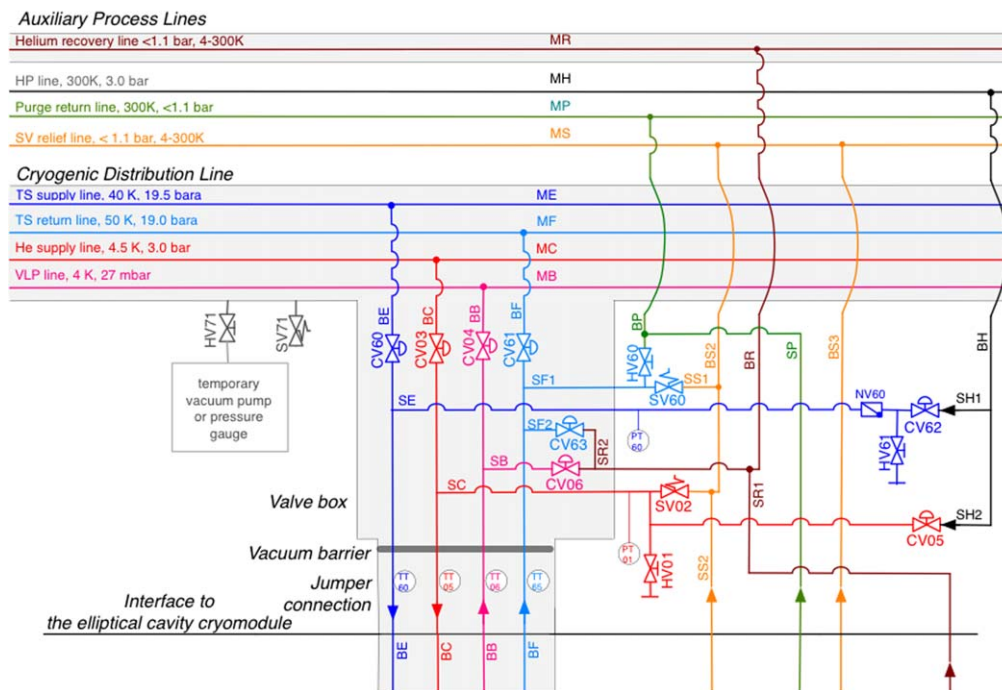 Auxiliary Process Lines
Helium recovery line <1.1 bar, 4-300K MR
HP line, 300K, 3.0 bar MH
Purge return line, 300K, <1.1 bar MP
SV relief line, < 1.1 bar, 4-300K MS
Cryogenic Distribution Line
TS supply line, 40 K, 19.5 bara ME
TS return line, 50 K, 19.0 bara MF
He supply line, 4.5 K, 3.0 bar MC
VLP line, 4 K, 27 mbar MB
BE BC BB BF BP BS2 BR SP BS3 BH
HV71 SV71 CV60 CV03 CV04 CV61 HV60
temporary
vacuum pump
or pressure
gauge
SF1 SV60 SS1
SE NV60 SH1
SF2 CV63 SR2 PT 60 HV61 CV62
SB CV06
SC SV02 SR1 SH2
Valve box
CV05
Vacuum barrier
PT 01 HV01 SS2
Jumper
connection
TT 60 TT 05 TT 06 TT 65
Interface to
the elliptical cavity cryomodule
BE BC BB BF